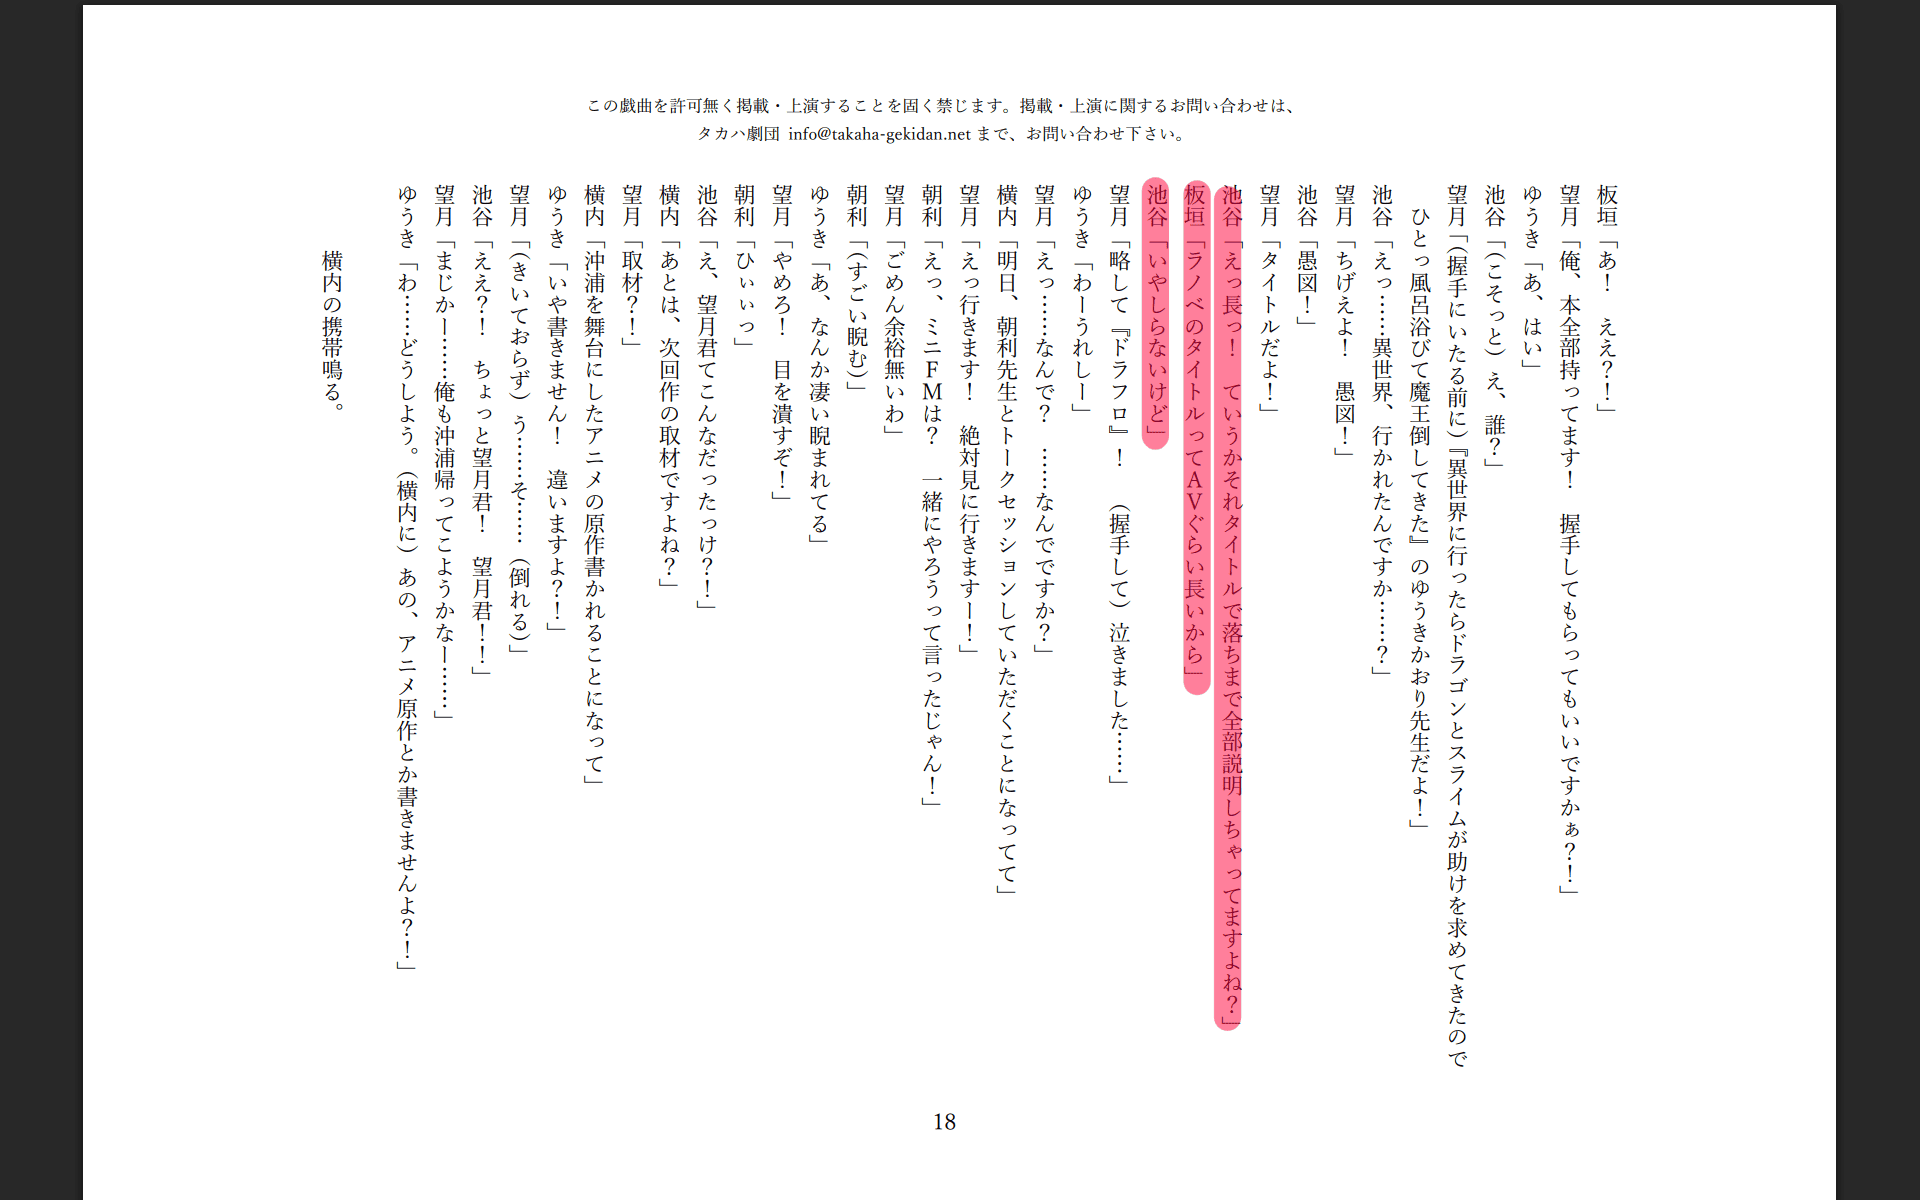 この戯曲を許可無く掲載・上演することを固く禁じます。掲載・上演に関するお問い合わせは、
タカハ劇団 info@takaha-gekidan.net まで、お問い合わせ下さい。
板垣「あ！　ええ？！」
望月「俺、本全部持ってます！　握手してもらってもいいですかぁ？！」
ゆうき「あ、はい」
池谷「（こそっと）え、誰？」
望月「（握手にいたる前に）『異世界に行ったらドラゴンとスライムが助けを求めてきたので
ひとっ風呂浴びて魔王倒してきた』のゆうきかおり先生だよ！」
池谷「えっ……異世界、行かれたんですか……？」
望月「ちげえよ！　愚図！」
池谷「愚図！」
望月「タイトルだよ！」
池谷「えっ長っ！　ていうかそれタイトルで落ちまで全部説明しちゃってますよね？」
板垣「ラノベのタイトルってＡＶぐらい長いから」
池谷「いやしらないけど」
望月「略して『ドラフロ』！　（握手して）泣きました……」
ゆうき「わーうれしー」
望月「えっ……なんで？　……なんでですか？」
横内「明日、朝利先生とトークセッションしていただくことになってて」
望月「えっ行きます！　絶対見に行きますー！」
朝利「えっ、ミニＦＭは？　一緒にやろうって言ったじゃん！」
望月「ごめん余裕無いわ」
朝利「（すごい睨む）」
ゆうき「あ、なんか凄い睨まれてる」
望月「やめろ！　目を潰すぞ！」
朝利「ひぃぃっ」
池谷「え、望月君てこんなだったっけ？！」
横内「あとは、次回作の取材ですよね？」
望月「取材？！」
横内「沖浦を舞台にしたアニメの原作書かれることになって」
ゆうき「いや書きません！　違いますよ？！」
望月「（きいておらず）う……そ……（倒れる）」
池谷「ええ？！　ちょっと望月君！　望月君！！」
望月「まじかー……俺も沖浦帰ってこようかなー……」
ゆうき「わ……どうしよう。（横内に）あの、アニメ原作とか書きませんよ？！」
横内の携帯鳴る。
18